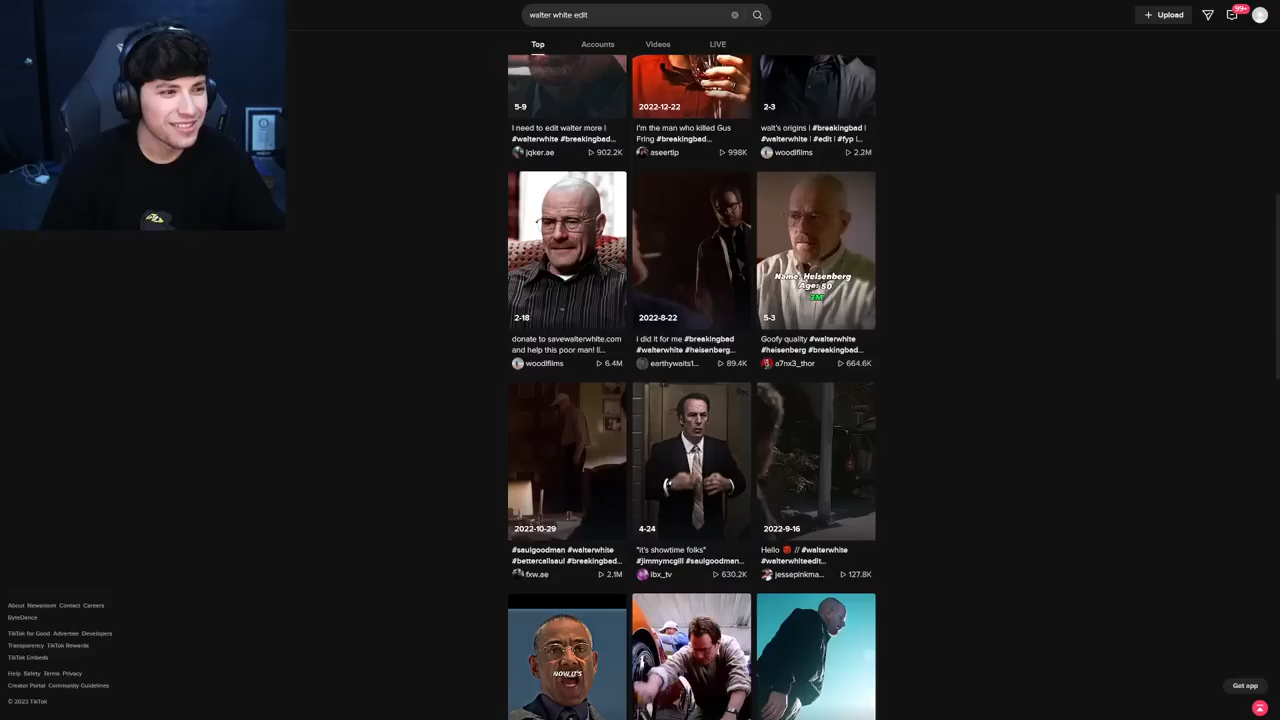 walter white edit
+ Upload
99+
Top
Accounts
Videos
LIVE
5-9
2022-12-22
2-3
I need to edit walter more |
#walterwhite #breakingbad...
jqker.ae
902.2K
I'm the man who killed Gus
Fring #breakingbad...
aseertip
998K
walt's origins | #breakingbad |
#walterwhite | #edit | #fyp |...
woodlfilms
2.2M
2-18
2022-8-22
Name: Heisenberg
Age: 50
3M
5-3
donate to savewalterwhite.com
and help this poor man! ||...
woodlfilms
6.4M
i did it for me #breakingbad
#walterwhite #heisenberg...
earthywaits1...
89.4K
Goofy quality #walterwhite
#heisenberg #breakingbad...
a7nx3_thor
664.6K
2022-10-29
4-24
2022-9-16
#saulgoodman #walterwhite
#bettercallsaul #breakingbad...
fxw.ae
2.1M
"it's showtime folks"
#jimmymcgill #saulgoodman...
ibx_tv
630.2K
Hello 👹 // #walterwhite
#walterwhiteedit...
jessepinkma...
127.8K
NOW IT'S
About Newsroom Contact Careers
ByteDance
TikTok for Good Advertise Developers
Transparency TikTok Rewards
TikTok Embeds
Help Safety Terms Privacy
Creator Portal Community Guidelines
© 2023 TikTok
Get app